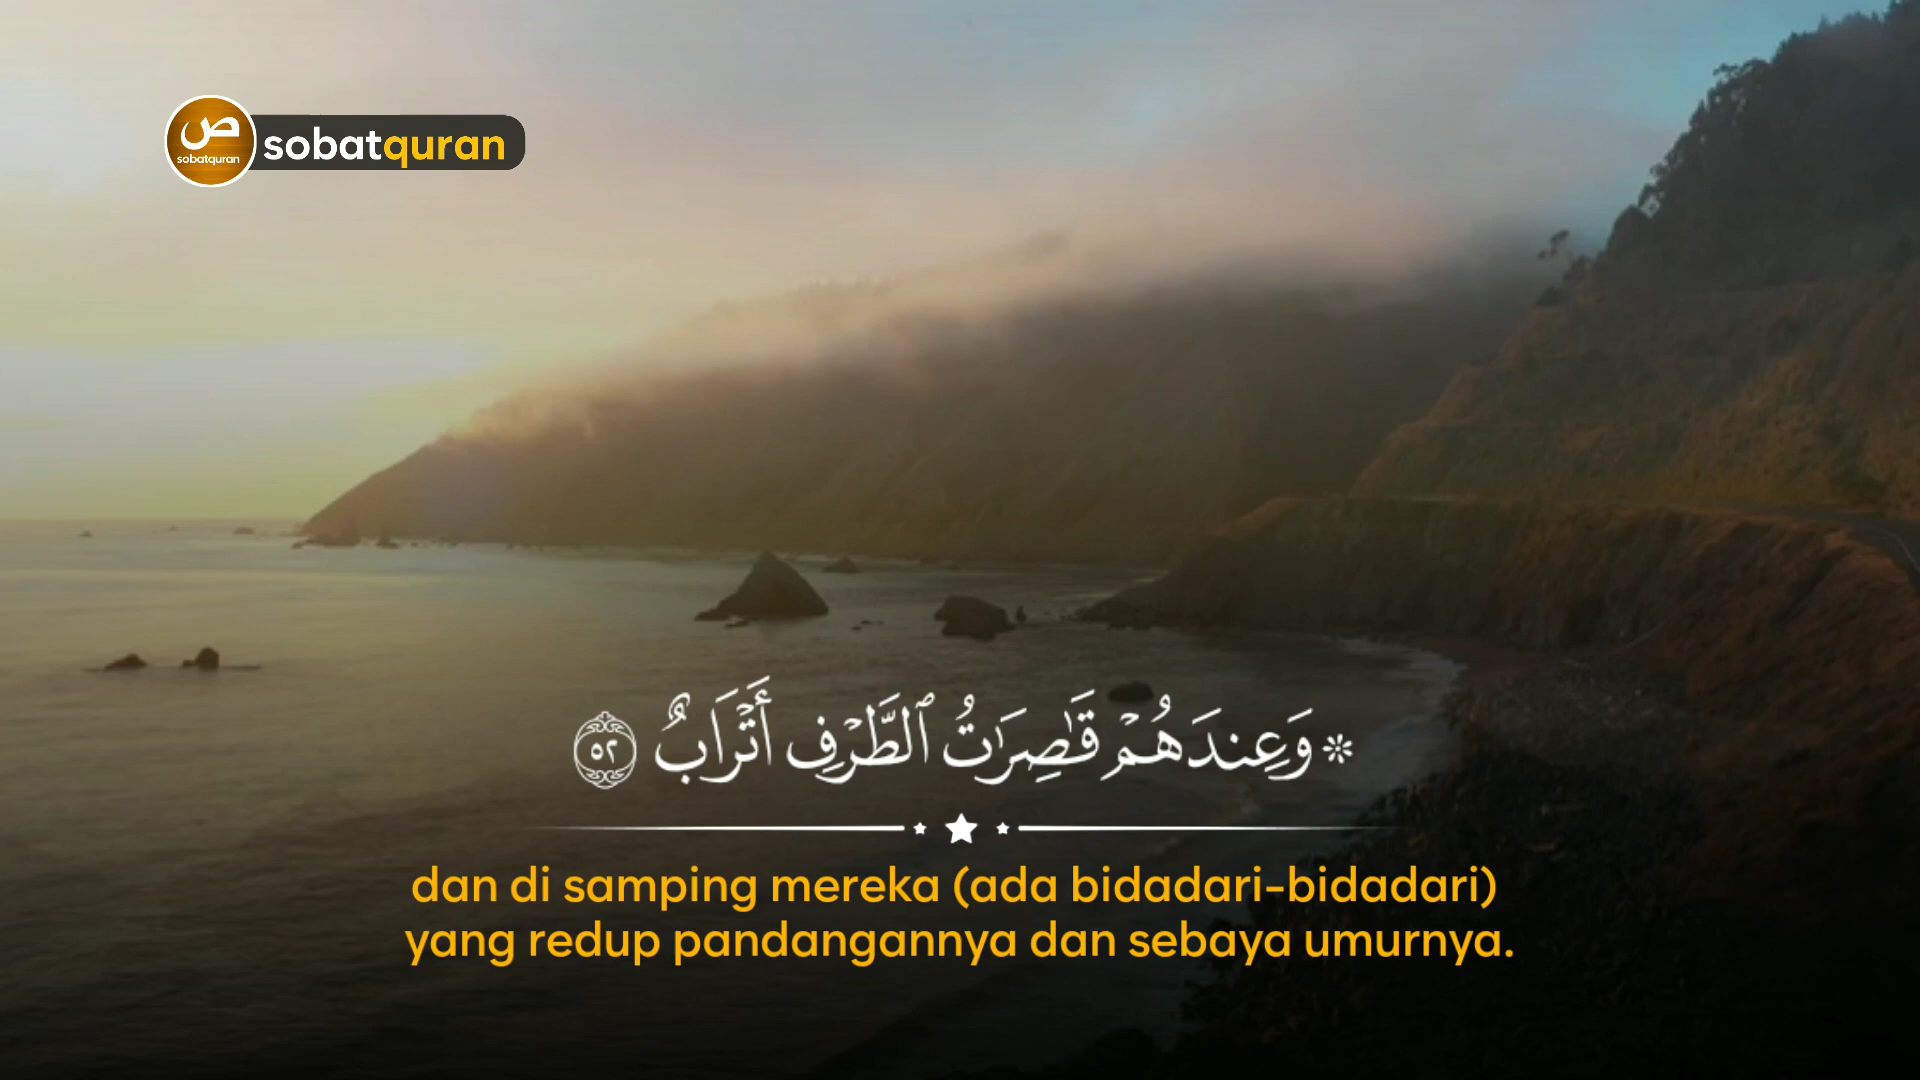 ص
sobatquran
sobatquran
۞ وَعِندَهُمۡ قَٰصِرَٰتُ ٱلطَّرۡفِ أَتۡرَابٌ ٥٢
dan di samping mereka (ada bidadari-bidadari)
yang redup pandangannya dan sebaya umurnya.